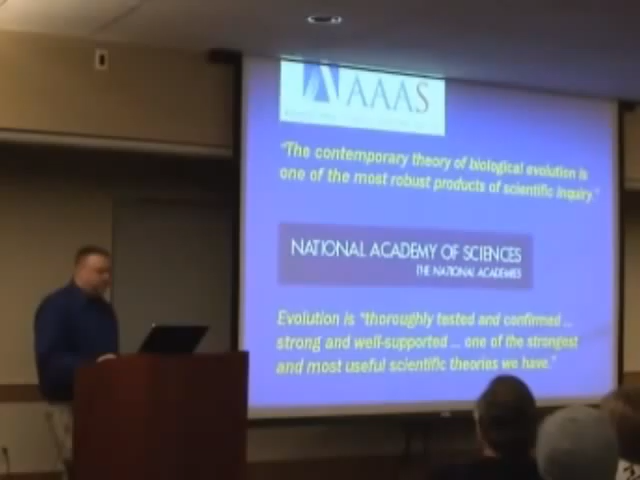 AAAS
"The contemporary theory of biological evolution is
one of the most robust products of scientific inquiry."
NATIONAL ACADEMY OF SCIENCES
THE NATIONAL ACADEMIES
Evolution is "thoroughly tested and confirmed ...
strong and well-supported ... one of the strongest
and most useful scientific theories we have."